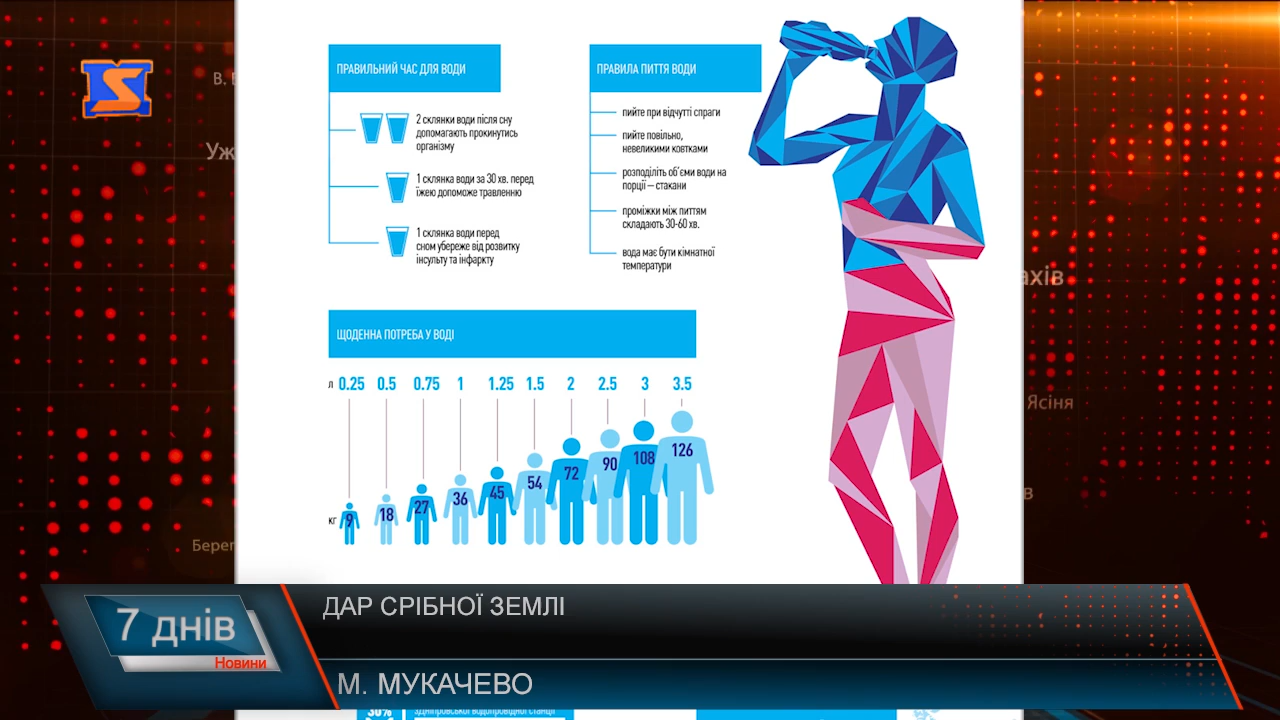 ПРАВИЛЬНИЙ ЧАС ДЛЯ ВОДИ
2 склянки води після сну
допомагають прокинутись
організму
1 склянка води за 30 хв. перед
їжею допоможе травленню
1 склянка води перед
сном убереже від розвитку
інсульту та інфаркту
ПРАВИЛА ПИТТЯ ВОДИ
пийте при відчутті спраги
пийте повільно,
невеликими ковтками
розподіліть об'єми води на
порції – стакани
проміжки між питтям
складають 30-60 хв.
вода має бути кімнатної
температури
ЩОДЕННА ПОТРЕБА У ВОДІ
л 0.25 0.5 0.75 1 1.25 1.5 2 2.5 3 3.5
кг 9 18 27 36 45 54 72 90 108 126
Уж
ахів
Ясіня
Берег
7 днів
Новини
ДАР СРІБНОЇ ЗЕМЛІ
М. МУКАЧЕВО
30%